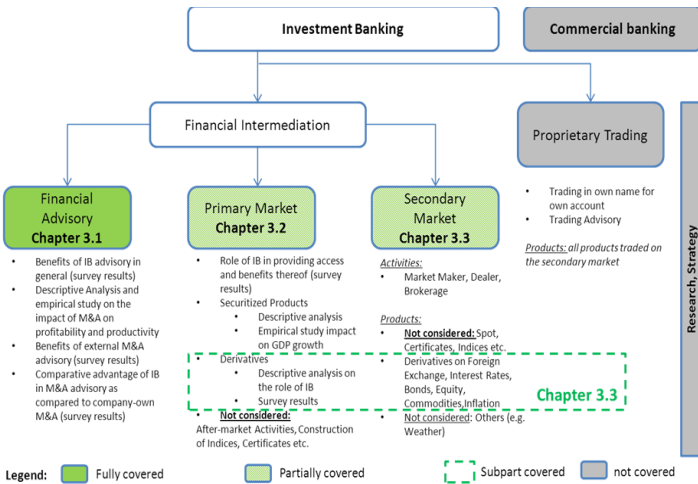 Investment Banking
Commercial banking
Financial Intermediation
Proprietary Trading
Financial
Advisory
Chapter 3.1
Primary Market
Chapter 3.2
Secondary
Market
Chapter 3.3
• Benefits of IB advisory in
general (survey results)
• Descriptive Analysis and
empirical study on the
impact of M&A on
profitability and productivity
• Benefits of external M&A
advisory (survey results)
• Comparative advantage of IB
in M&A advisory as
compared to company-own
M&A (survey results)
• Role of IB in providing access
and benefits thereof (survey
results)
• Securitized Products
• Descriptive analysis
• Empirical study impact
on GDP growth
• Derivatives
• Descriptive analysis on
the role of IB
• Survey results
• Not considered:
After-market Activities, Construction
of Indices, Certificates etc.
Activities:
• Market Maker, Dealer,
Brokerage
Products:
• Not considered: Spot,
Certificates, Indices etc.
• Derivatives on Foreign
Exchange, Interest Rates,
Bonds, Equity,
Commodities, Inflation
• Not considered: Others (e.g.
Weather)
Chapter 3.3
• Trading in own name for
own account
• Trading Advisory
Products: all products traded on
the secondary market
Research, Strategy
Legend:
Fully covered
Partially covered
Subpart covered
not covered